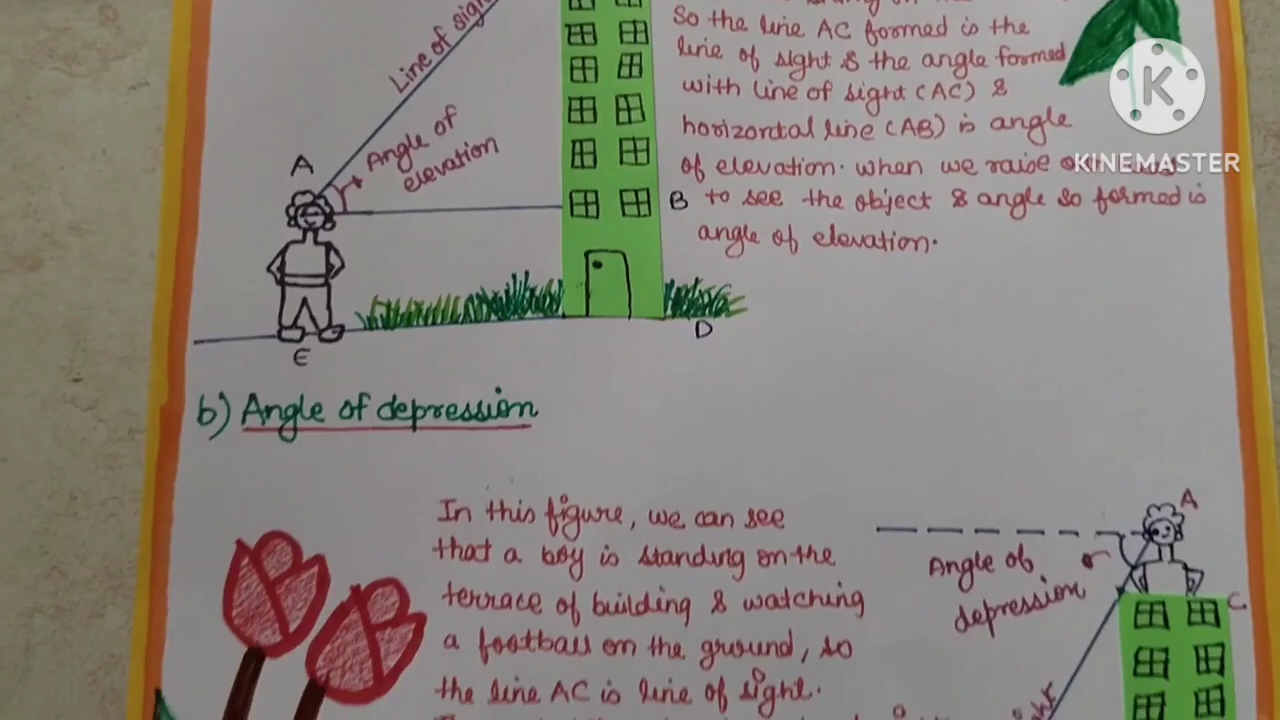 So the line AC formed is the
line of sight & the angle formed
with line of sight (AC) &
horizontal line (AB) is angle
of elevation. when we raise
to see the object & angle so formed is
angle of elevation.
Line of sight
Angle of
elevation
A
B
D
E
K
KINEMASTER
b) Angle of depression
In this figure, we can see
that a boy is standing on the
terrace of building & watching
a football on the ground, so
the line AC is line of sight.
A
Angle of
depression
C